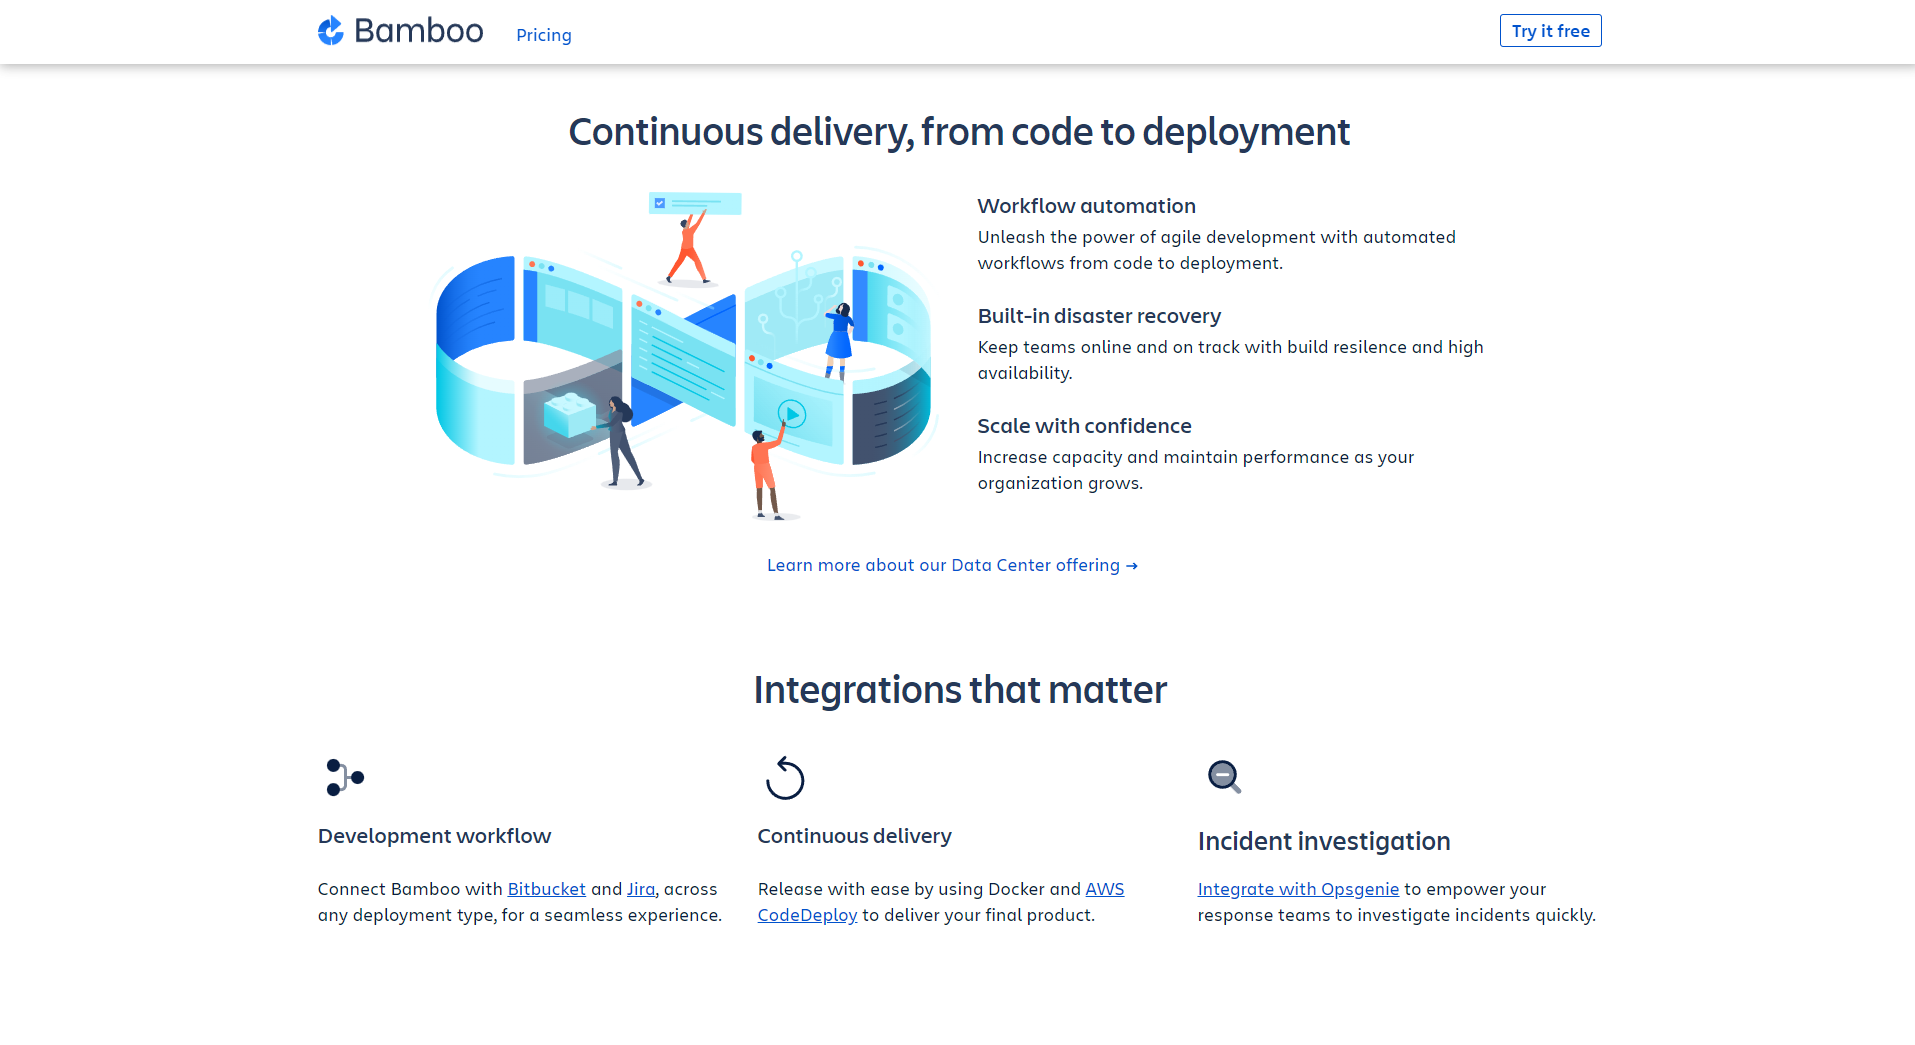 Bamboo
Pricing
Try it free
Continuous delivery, from code to deployment
Workflow automation
Unleash the power of agile development with automated
workflows from code to deployment.
Built-in disaster recovery
Keep teams online and on track with build resilence and high
availability.
Scale with confidence
Increase capacity and maintain performance as your
organization grows.
Learn more about our Data Center offering →
Integrations that matter
Development workflow
Connect Bamboo with Bitbucket and Jira, across
any deployment type, for a seamless experience.
Continuous delivery
Release with ease by using Docker and AWS
CodeDeploy to deliver your final product.
Incident investigation
Integrate with Opsgenie to empower your
response teams to investigate incidents quickly.